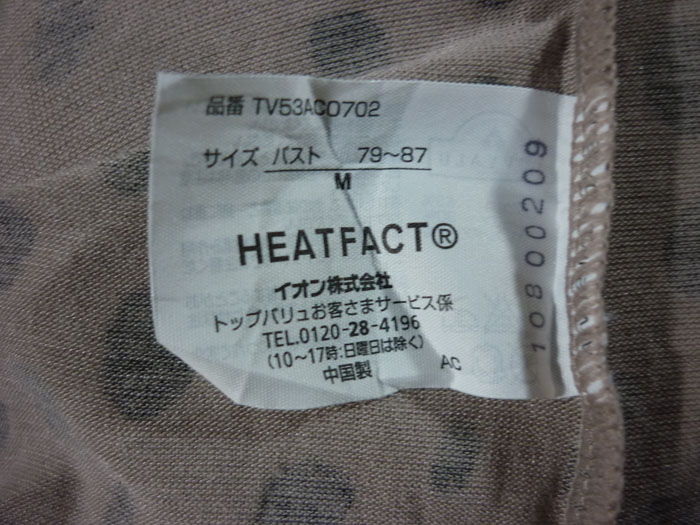 品番 TV53AC0702
サイズ バスト 79~87
M
HEATFACT®
イオン株式会社
トップバリュお客さまサービス係
TEL.0120-28-4196
(10~17時:日曜日は除く)
中国製 AC
10800209